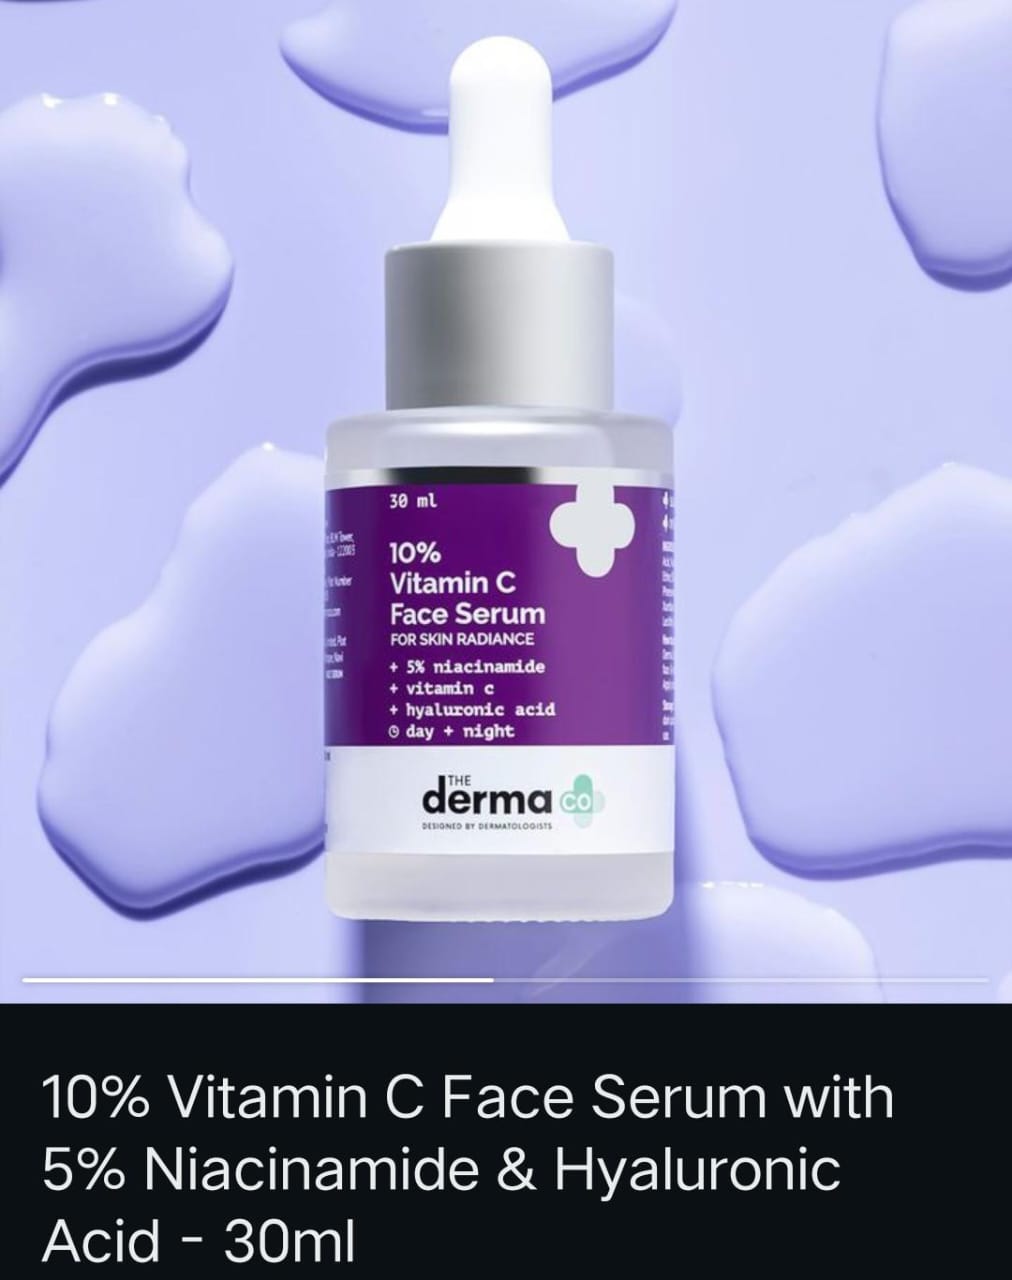 30 ml
10%
Vitamin C
Face Serum
FOR SKIN RADIANCE
+ 5% niacinamide
+ vitamin c
+ hyaluronic acid
day + night
THE
derma co
DESIGNED BY DERMATOLOGISTS
10% Vitamin C Face Serum with
5% Niacinamide & Hyaluronic
Acid - 30ml